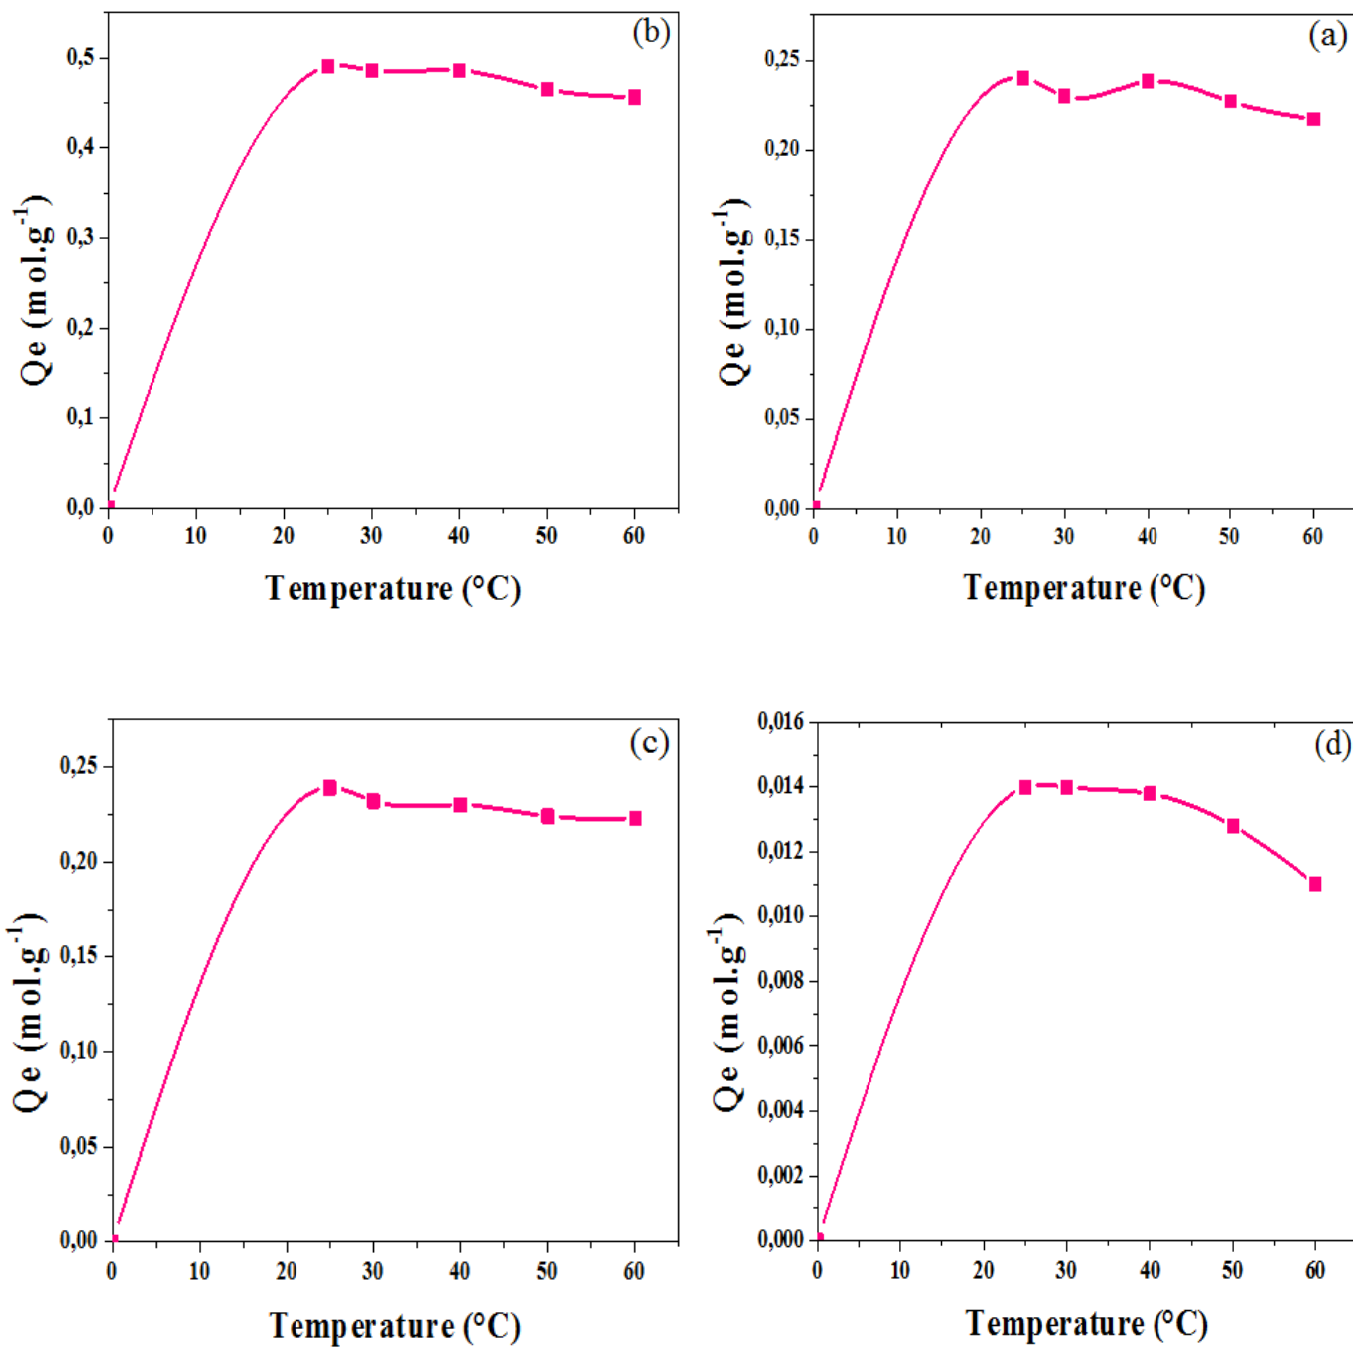 (b)
0,5
0,4
0,3
0,2
0,1
0,0
Qe (mol.g⁻¹)
0 10 20 30 40 50 60
Temperature (°C)
(a)
0,25
0,20
0,15
0,10
0,05
0,00
Qe (mol.g⁻¹)
0 10 20 30 40 50 60
Temperature (°C)
(c)
0,25
0,20
0,15
0,10
0,05
0,00
Qe (mol.g⁻¹)
0 10 20 30 40 50 60
Temperature (°C)
(d)
0,016
0,014
0,012
0,010
0,008
0,006
0,004
0,002
0,000
Qe (mol.g⁻¹)
0 10 20 30 40 50 60
Temperature (°C)